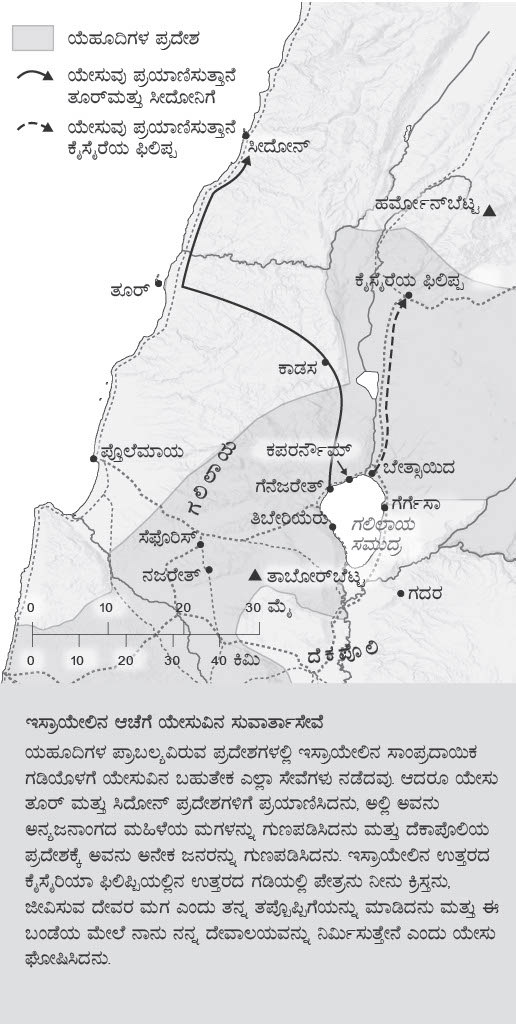 ಯೆಹೂದಿಗಳ ಪ್ರದೇಶ
ಯೇಸುವು ಪ್ರಯಾಣಿಸುತ್ತಾನೆ
ತೂರ್‌ಮತ್ತು ಸೀದೋನಿಗೆ
ಯೇಸುವು ಪ್ರಯಾಣಿಸುತ್ತಾನೆ
ಕೈಸೈರೆಯ ಫಿಲಿಪ್ಪ
ಸೀದೋನ್
ಹರ್ಮೋನ್‌ಬೆಟ್ಟ
ತೂರ್
ಕೈಸೈರೆಯ ಫಿಲಿಪ್ಪ
ಕಾಡಸ
ಪ್ತೊಲೆಮಾಯ
ಗಲಿಲಾಯ
ಕಪರರ್ನೌಮ್
ಬೇತ್ಸಾಯಿದ
ಗೆನೆಜರೇತ್
ಗೆರ್ಗೆಸಾ
ತಿಬೇರಿಯರು
ಗಲಿಲಾಯ
ಸಮುದ್ರ
ಸೆಫೊರಿಸ್
ನಜರೇತ್
ತಾಬೋರ್‌ಬೆಟ್ಟ
ಗದರ
0 10 20 30 ಮೈ
0 10 20 30 40 ಕಿಮಿ
ದೆಕಪೊಲಿ
ಇಸ್ರಾಯೇಲಿನ ಆಚೆಗೆ ಯೇಸುವಿನ ಸುವಾರ್ತಾಸೇವೆ
ಯಹೂದಿಗಳ ಪ್ರಾಬಲ್ಯವಿರುವ ಪ್ರದೇಶಗಳಲ್ಲಿ ಇಸ್ರಾಯೇಲಿನ ಸಾಂಪ್ರದಾಯಿಕ
ಗಡಿಯೊಳಗೆ ಯೇಸುವಿನ ಬಹುತೇಕ ಎಲ್ಲಾ ಸೇವೆಗಳು ನಡೆದವು. ಆದರೂ ಯೇಸು
ತೂರ್ ಮತ್ತು ಸಿದೋನ್ ಪ್ರದೇಶಗಳಿಗೆ ಪ್ರಯಾಣಿಸಿದನು, ಅಲ್ಲಿ ಅವನು
ಅನ್ಯಜನಾಂಗದ ಮಹಿಳೆಯ ಮಗಳನ್ನು ಗುಣಪಡಿಸಿದನು ಮತ್ತು ದೆಕಾಪೊಲಿಯ
ಪ್ರದೇಶಕ್ಕೆ ಅವನು ಅನೇಕ ಜನರನ್ನು ಗುಣಪಡಿಸಿದನು. ಇಸ್ರಾಯೇಲಿನ ಉತ್ತರದ
ಕೈಸೈರಿಯಾ ಫಿಲಿಪ್ಪಿಯಲ್ಲಿನ ಉತ್ತರದ ಗಡಿಯಲ್ಲಿ ಪೇತ್ರನು ನೀನು ಕ್ರಿಸ್ತನು,
ಜೀವಿಸುವ ದೇವರ ಮಗ ಎಂದು ತನ್ನ ತಪ್ಪೊಪ್ಪಿಗೆಯನ್ನು ಮಾಡಿದನು ಮತ್ತು ಈ
ಬಂಡೆಯ ಮೇಲೆ ನಾನು ನನ್ನ ದೇವಾಲಯವನ್ನು ನಿರ್ಮಿಸುತ್ತೇನೆ ಎಂದು ಯೇಸು
ಘೋಷಿಸಿದನು.